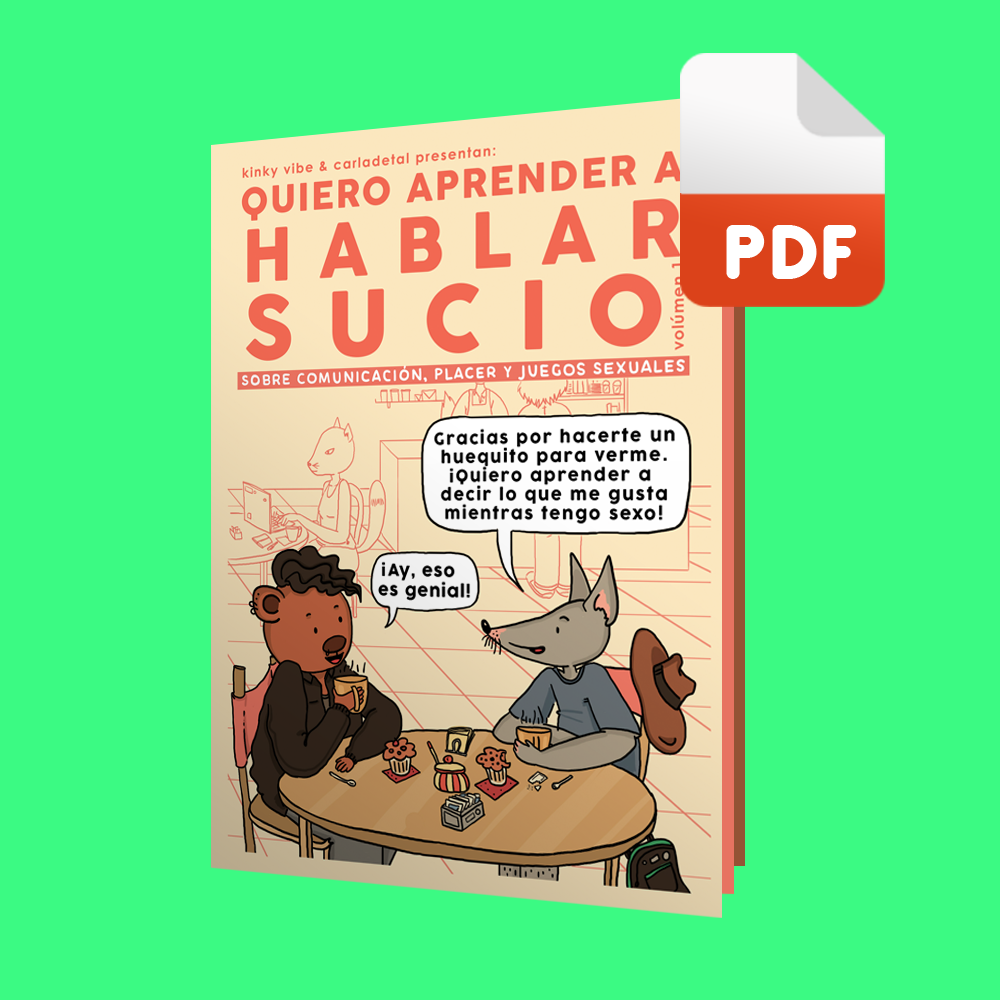 kinky vibe & carladetal presentan:
QUIERO APRENDER A
HABLAR
SUCIO
volúmen 1
SOBRE COMUNICACIÓN, PLACER Y JUEGOS SEXUALES
Gracias por hacerte un
huequito para verme.
¡Quiero aprender a
decir lo que me gusta
mientras tengo sexo!
¡Ay, eso
es genial!
PDF